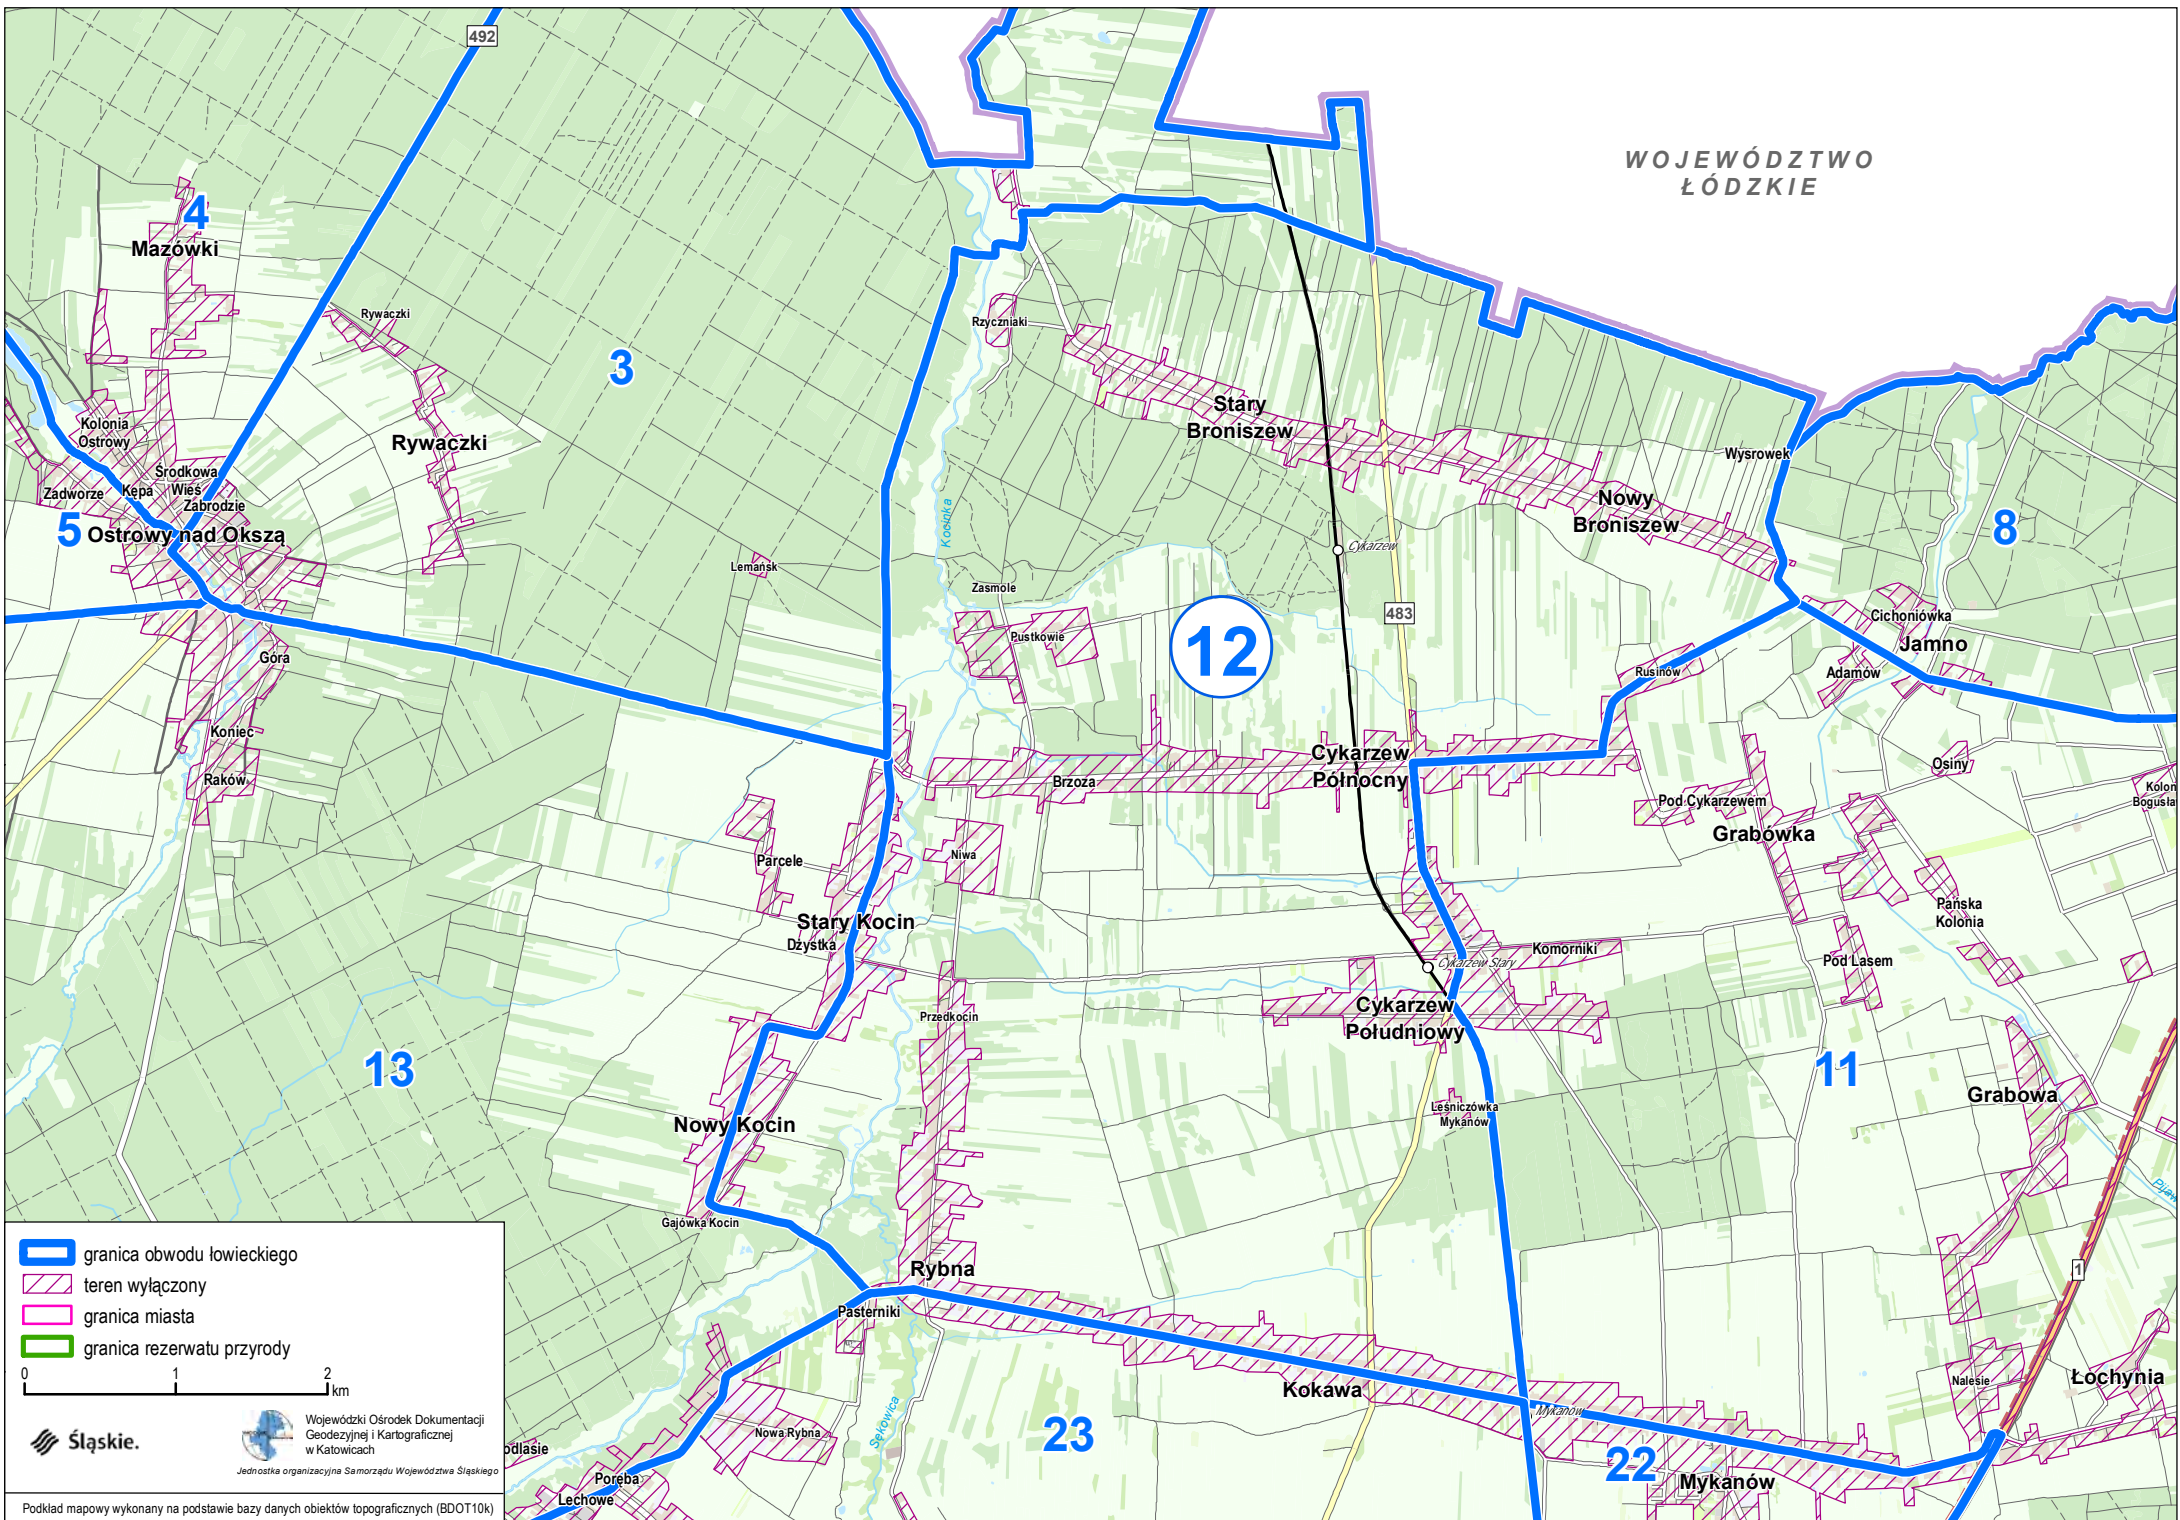 492
WOJEWÓDZTWO
ŁÓDZKIE
4
Mazówki
Rywaczki
Rzyczniaki
3
Kolonia
Ostrowy
Rywaczki
Stary
Broniszew
Wysrowek
Środkowa
Wieś
Zadworze
Kępa
Zabrodzie
Nowy
Broniszew
5
Ostrowy nad Okszą
Kocinka
8
Cykarzew
Lemańsk
Zasmole
483
Cichoniówka
Jamno
Pustkowie
12
Góra
Rusinów
Adamów
Koniec
Raków
Cykarzew
Północny
Brzoza
Osiny
Kolon
Bogusła
Pod Cykarzewem
Grabówka
Parcele
Niwa
Pańska
Kolonia
Stary Kocin
Dżystka
Komorniki
Cykarzew Stary
Pod Lasem
Przedkocin
Cykarzew
Południowy
13
11
Grabowa
Leśniczówka
Mykanów
Nowy Kocin
Gajówka Kocin
Rybna
Pasterniki
1
Kokawa
Nalesie
Łochynia
Mykanów
Nowa Rybna
Sękowica
23
22
Mykanów
odlasie
Poręba
Lechowe
granica obwodu łowieckiego
teren wyłączony
granica miasta
granica rezerwatu przyrody
0 1 2
km
Śląskie.
Wojewódzki Ośrodek Dokumentacji
Geodezyjnej i Kartograficznej
w Katowicach
Jednostka organizacyjna Samorządu Województwa Śląskiego
Podkład mapowy wykonany na podstawie bazy danych obiektów topograficznych (BDOT10k)